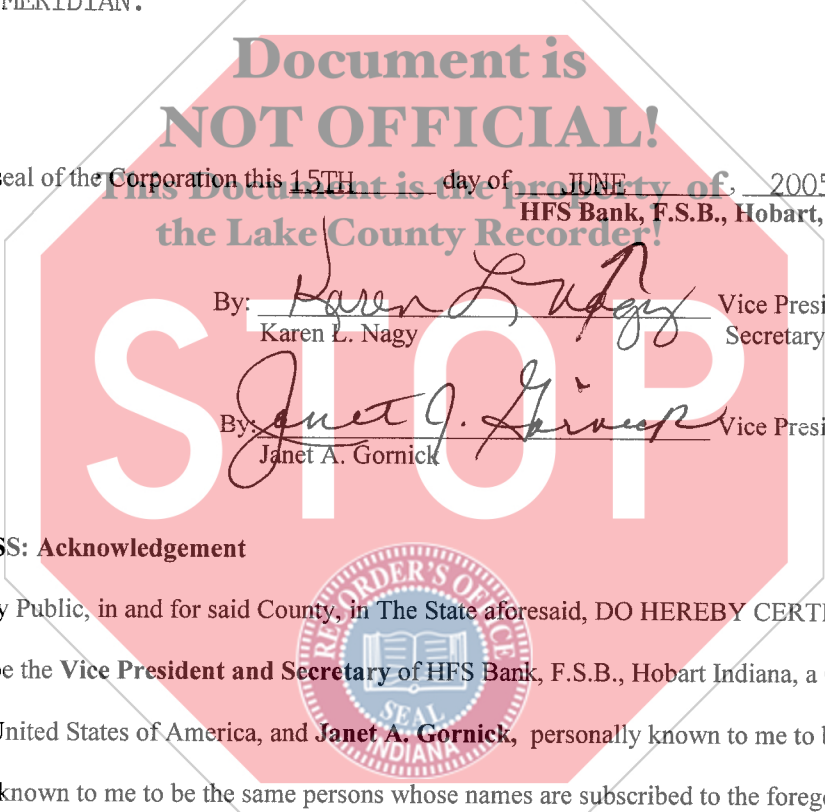 MERIDIAN.
Document is
NOT OFFICIAL!
seal of the Corporation this 15TH day of JUNE, 2005
This Document is the property of
HFS Bank, F.S.B., Hobart,
the Lake County Recorder!
By: Karen L. Nagy Vice Presi
Karen L. Nagy Secretary
STOP
By: Janet A. Gornick Vice Presi
Janet A. Gornick
SS: Acknowledgement
y Public, in and for said County, in The State aforesaid, DO HEREBY CERTI
be the Vice President and Secretary of HFS Bank, F.S.B., Hobart Indiana, a
United States of America, and Janet A. Gornick, personally known to me to b
known to me to be the same persons whose names are subscribed to the forego
RECORDER'S OFFICE
SEAL
INDIANA